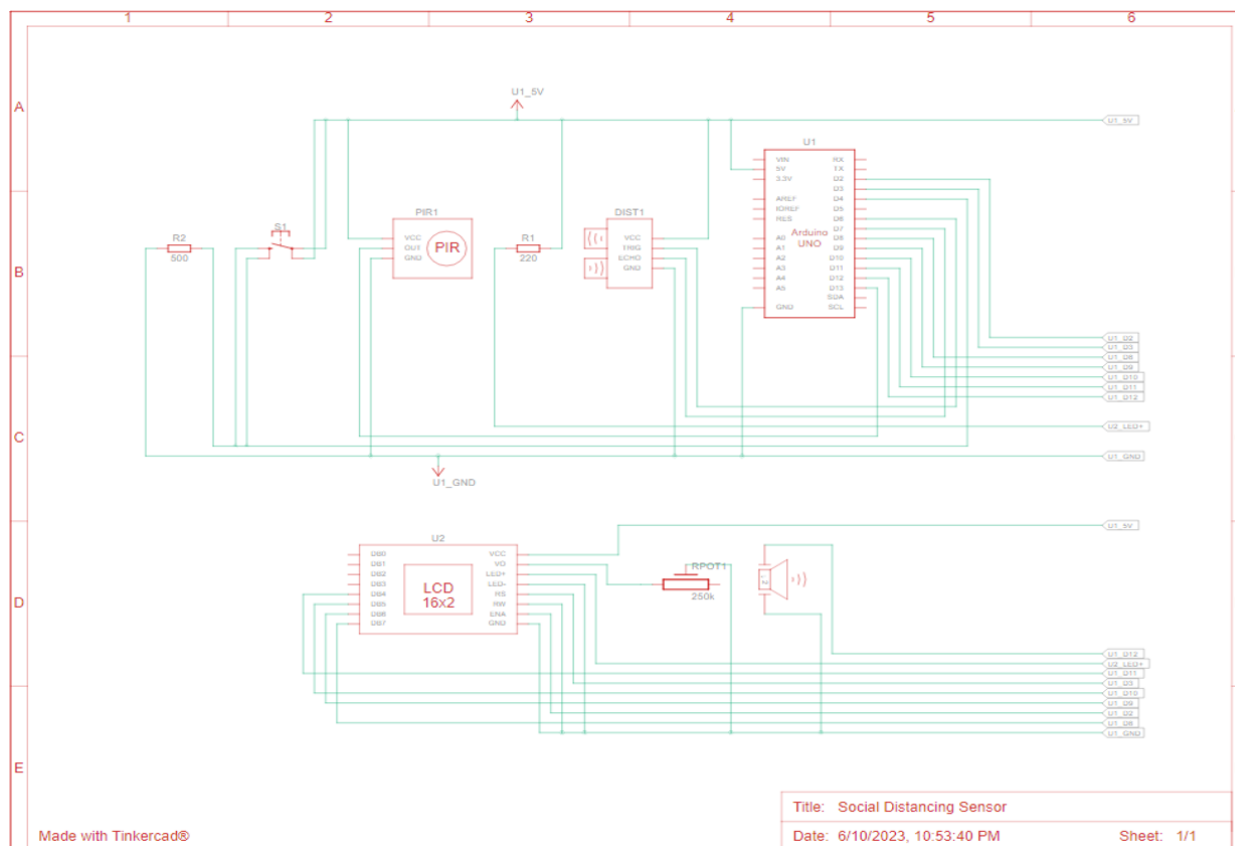 1 2 3 4 5 6
A
B
C
D
E
U1_5V
U1_5V
U1
VIN
5V
3.3V
AREF
IOREF
RES
A0
A1
A2
A3
A4
A5
GND
Arduino
UNO
RX
TX
D2
D3
D4
D5
D6
D7
D8
D9
D10
D11
D12
D13
SDA
SCL
R2
500
S1
PIR1
VCC
OUT
GND
PIR
R1
220
DIST1
VCC
TRIG
ECHO
GND
U1_D2
U1_D3
U1_D8
U1_D9
U1_D10
U1_D11
U1_D12
U2_LED+
U1_GND
U1_GND
U1_5V
U2
DB0
DB1
DB2
DB3
DB4
DB5
DB6
DB7
LCD
16x2
VCC
VO
LED+
LED-
RS
RW
ENA
GND
RPOT1
250k
U1_D12
U2_LED+
U1_D11
U1_D3
U1_D10
U1_D9
U1_D2
U1_D8
U1_GND
Title: Social Distancing Sensor
Made with Tinkercad®
Date: 6/10/2023, 10:53:40 PM Sheet: 1/1